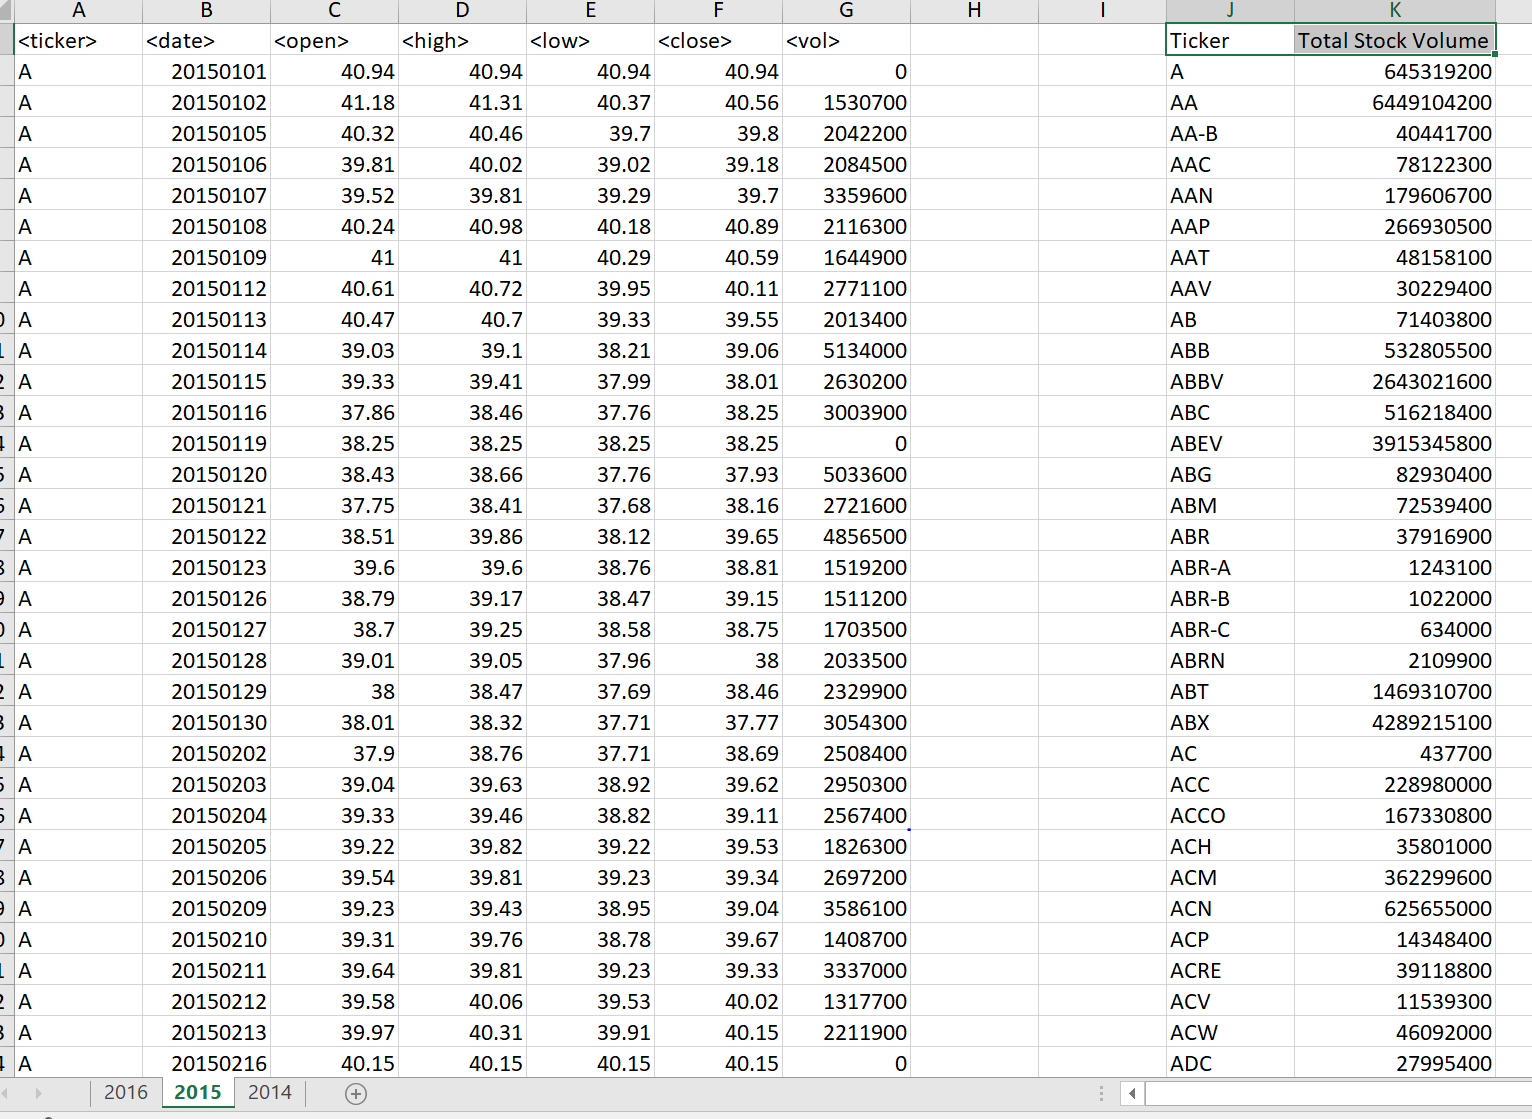 A B C D E F G H I J K
<ticker> <date> <open> <high> <low> <close> <vol> Ticker Total Stock Volume
A 20150101 40.94 40.94 40.94 40.94 0 A 645319200
A 20150102 41.18 41.31 40.37 40.56 1530700 AA 6449104200
A 20150105 40.32 40.46 39.7 39.8 2042200 AA-B 40441700
A 20150106 39.81 40.02 39.02 39.18 2084500 AAC 78122300
A 20150107 39.52 39.81 39.29 39.7 3359600 AAN 179606700
A 20150108 40.24 40.98 40.18 40.89 2116300 AAP 266930500
A 20150109 41 41 40.29 40.59 1644900 AAT 48158100
A 20150112 40.61 40.72 39.95 40.11 2771100 AAV 30229400
A 20150113 40.47 40.7 39.33 39.55 2013400 AB 71403800
A 20150114 39.03 39.1 38.21 39.06 5134000 ABB 532805500
A 20150115 39.33 39.41 37.99 38.01 2630200 ABBV 2643021600
A 20150116 37.86 38.46 37.76 38.25 3003900 ABC 516218400
A 20150119 38.25 38.25 38.25 38.25 0 ABEV 3915345800
A 20150120 38.43 38.66 37.76 37.93 5033600 ABG 82930400
A 20150121 37.75 38.41 37.68 38.16 2721600 ABM 72539400
A 20150122 38.51 39.86 38.12 39.65 4856500 ABR 37916900
A 20150123 39.6 39.6 38.76 38.81 1519200 ABR-A 1243100
A 20150126 38.79 39.17 38.47 39.15 1511200 ABR-B 1022000
A 20150127 38.7 39.25 38.58 38.75 1703500 ABR-C 634000
A 20150128 39.01 39.05 37.96 38 2033500 ABRN 2109900
A 20150129 38 38.47 37.69 38.46 2329900 ABT 1469310700
A 20150130 38.01 38.32 37.71 37.77 3054300 ABX 4289215100
A 20150202 37.9 38.76 37.71 38.69 2508400 AC 437700
A 20150203 39.04 39.63 38.92 39.62 2950300 ACC 228980000
A 20150204 39.33 39.46 38.82 39.11 2567400 ACCO 167330800
A 20150205 39.22 39.82 39.22 39.53 1826300 ACH 35801000
A 20150206 39.54 39.81 39.23 39.34 2697200 ACM 362299600
A 20150209 39.23 39.43 38.95 39.04 3586100 ACN 625655000
A 20150210 39.31 39.76 38.78 39.67 1408700 ACP 14348400
A 20150211 39.64 39.81 39.23 39.33 3337000 ACRE 39118800
A 20150212 39.58 40.06 39.53 40.02 1317700 ACV 11539300
A 20150213 39.97 40.31 39.91 40.15 2211900 ACW 46092000
A 20150216 40.15 40.15 40.15 40.15 0 ADC 27995400
2016 2015 2014